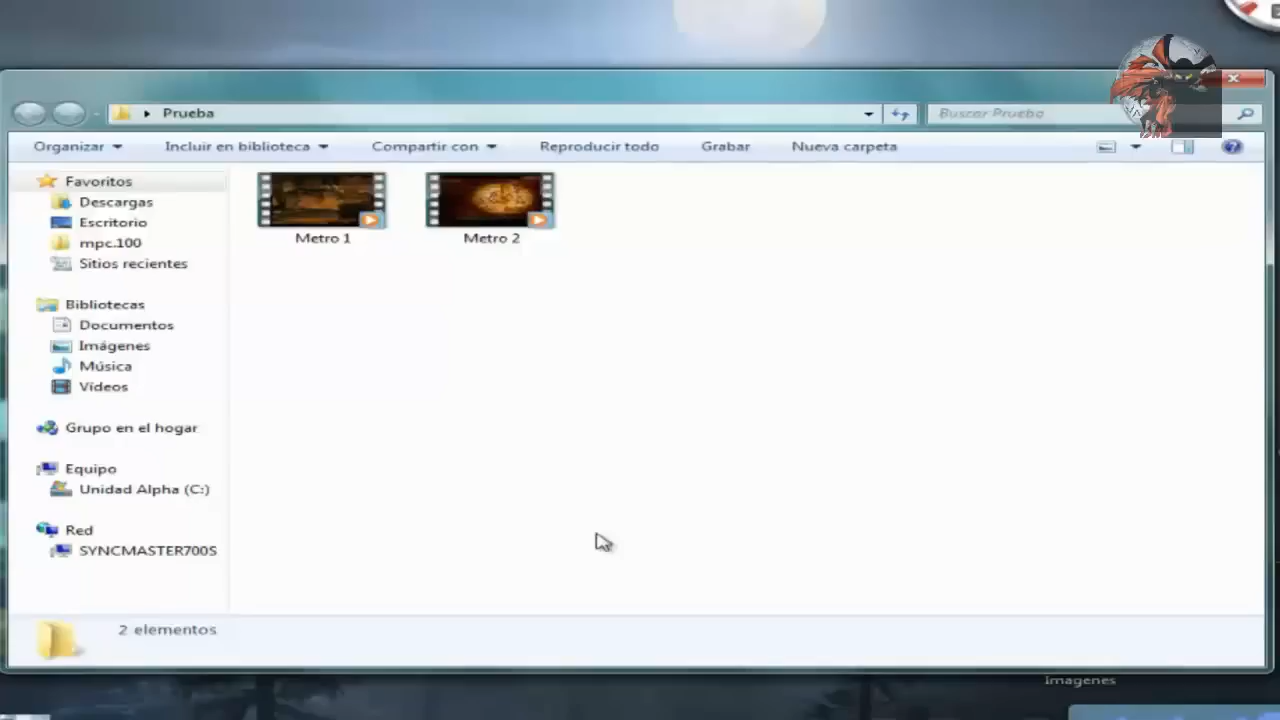 Prueba
Buscar Prueba
Organizar
Incluir en biblioteca
Compartir con
Reproducir todo
Grabar
Nueva carpeta
Favoritos
Descargas
Escritorio
mpc.100
Sitios recientes
Bibliotecas
Documentos
Imágenes
Música
Vídeos
Grupo en el hogar
Equipo
Unidad Alpha (C:)
Red
SYNCMASTER700S
Metro 1
Metro 2
2 elementos
Imagenes